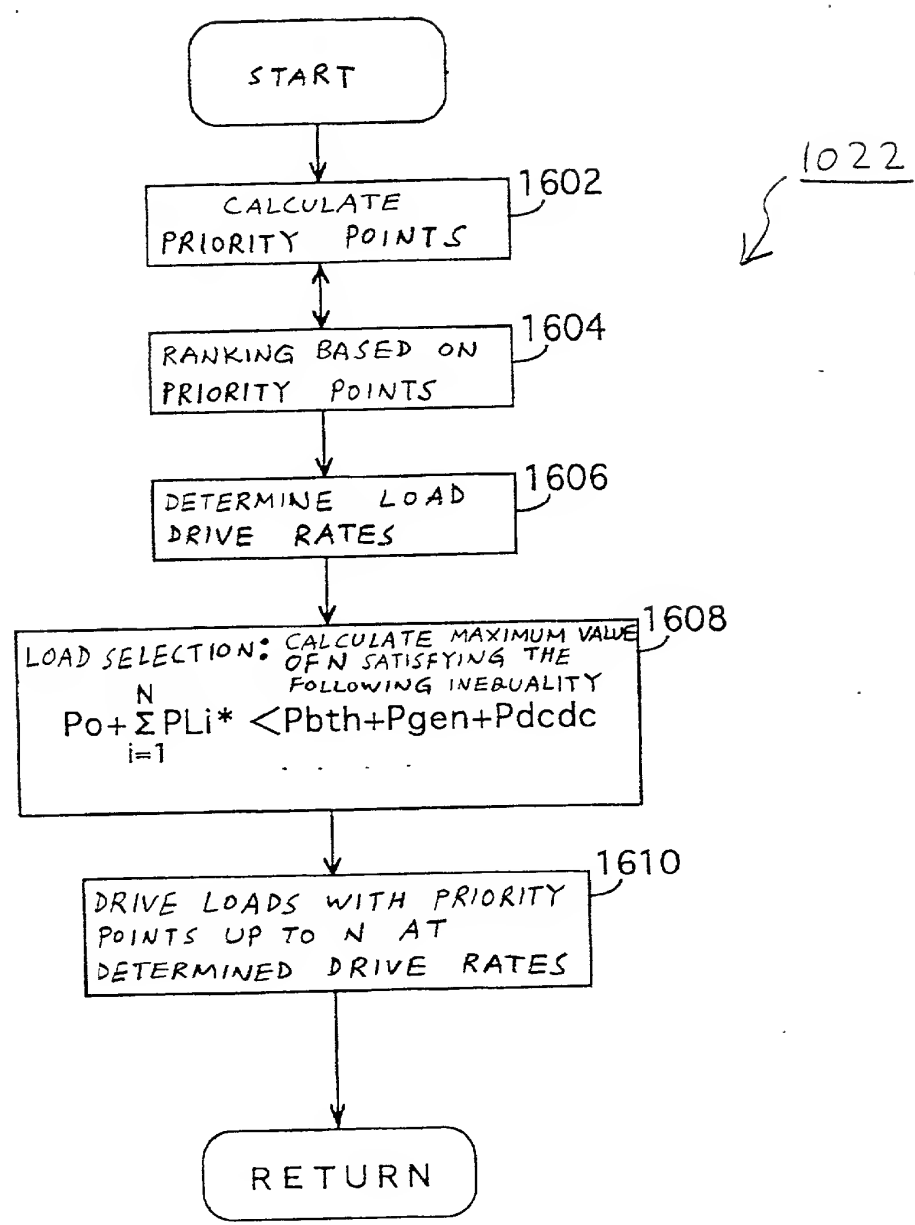 START
1022
1602
CALCULATE
PRIORITY POINTS
1604
RANKING BASED ON
PRIORITY POINTS
1606
DETERMINE LOAD
DRIVE RATES
1608
LOAD SELECTION: CALCULATE MAXIMUM VALUE
OF N SATISFYING THE
FOLLOWING INEQUALITY
N
Po+ Σ PLi* <Pbth+Pgen+Pdcdc
i=1
1610
DRIVE LOADS WITH PRIORITY
POINTS UP TO N AT
DETERMINED DRIVE RATES
RETURN